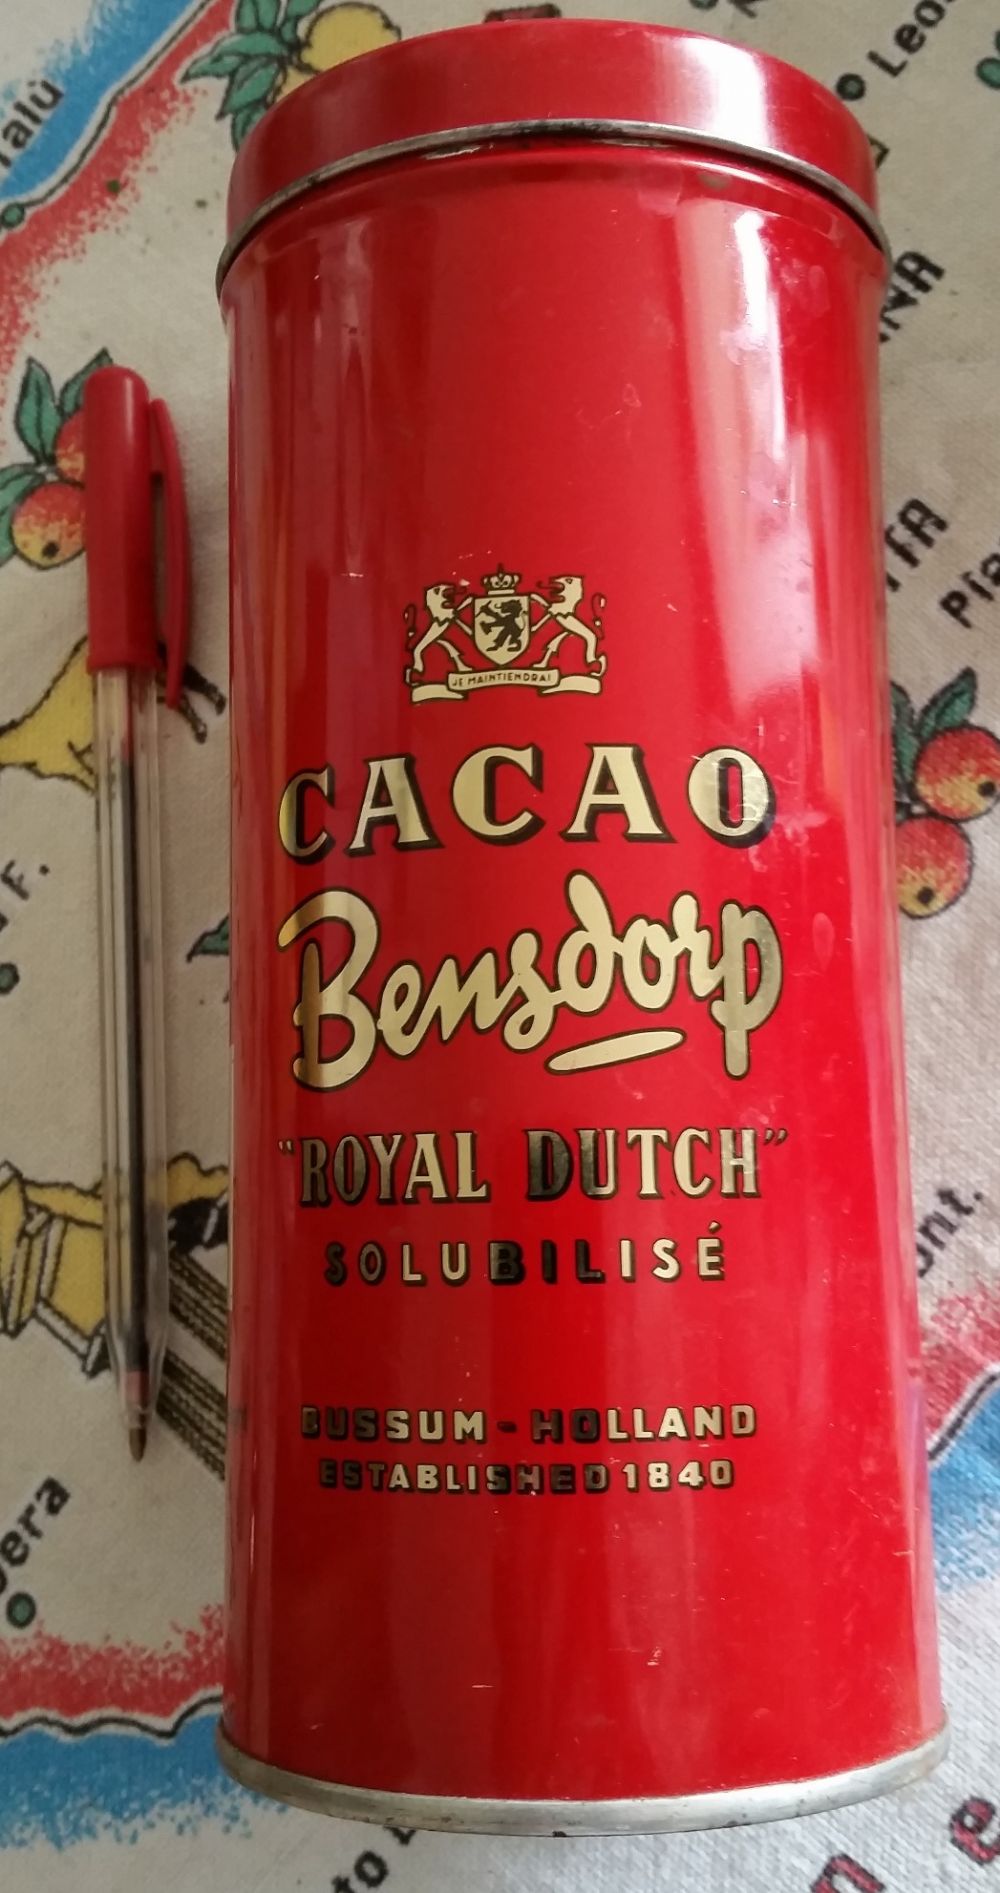 JE MAINTIENDRAI
CACAO
Bensdorp
"ROYAL DUTCH"
SOLUBILISÉ
BUSSUM - HOLLAND
ESTABLISHED 1840